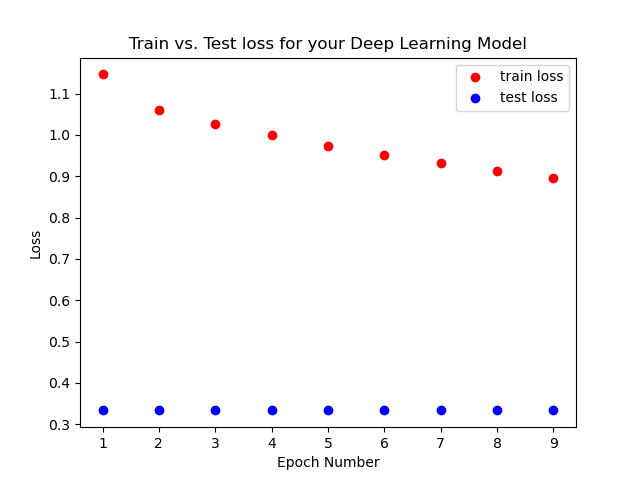 Train vs. Test loss for your Deep Learning Model
train loss
test loss
1.1
1.0
0.9
0.8
0.7
0.6
0.5
0.4
0.3
Loss
1 2 3 4 5 6 7 8 9
Epoch Number